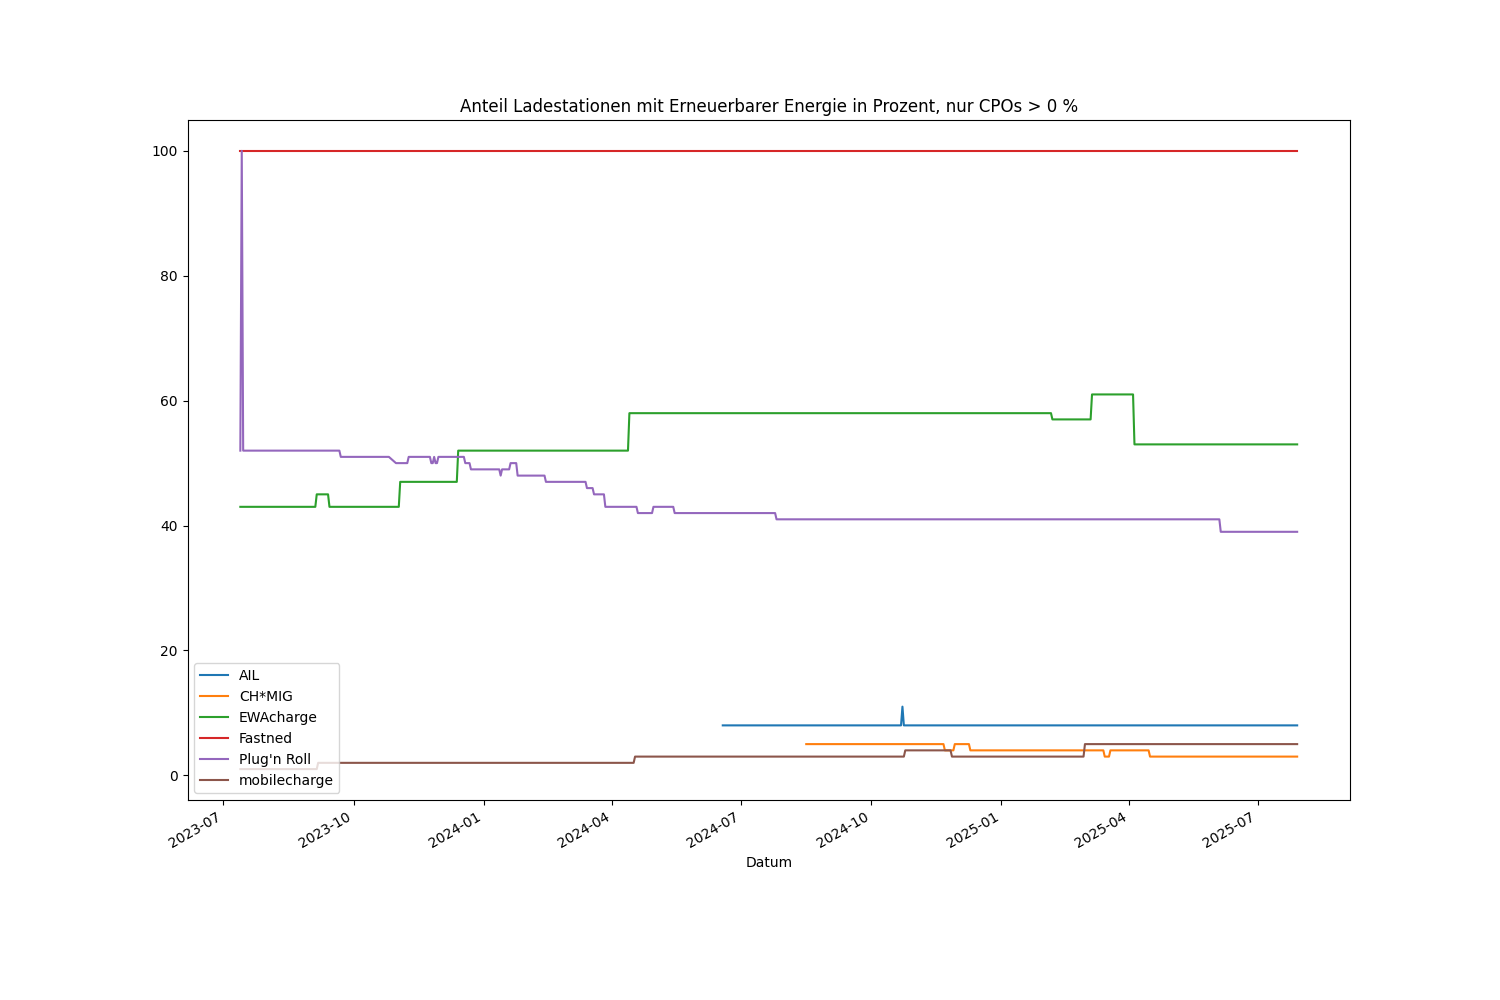 Anteil Ladestationen mit Erneuerbarer Energie in Prozent, nur CPOs > 0 %
100
80
60
40
20
0
AIL
CH*MIG
EWAcharge
Fastned
Plug'n Roll
mobilecharge
2023-07
2023-10
2024-01
2024-04
2024-07
2024-10
2025-01
2025-04
2025-07
Datum